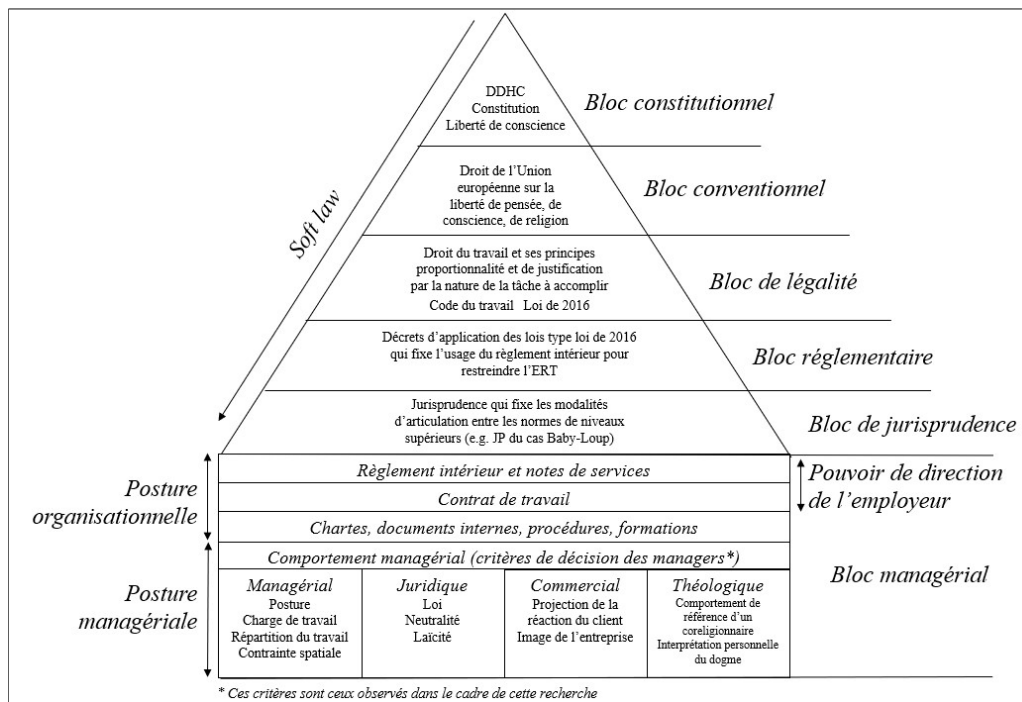 DDHC
Constitution
Liberté de conscience
Bloc constitutionnel
Droit de l'Union
européenne sur la
liberté de pensée, de
conscience, de religion
Bloc conventionnel
Soft law
Droit du travail et ses principes
proportionnalité et de justification
par la nature de la tâche à accomplir
Code du travail Loi de 2016
Bloc de légalité
Décrets d'application des lois type loi de 2016
qui fixe l'usage du règlement intérieur pour
restreindre l'ERT
Bloc réglementaire
Jurisprudence qui fixe les modalités
d'articulation entre les normes de niveaux
supérieurs (e.g. JP du cas Baby-Loup)
Bloc de jurisprudence
Posture
organisationnelle
Règlement intérieur et notes de services
Contrat de travail
Chartes, documents internes, procédures, formations
Pouvoir de direction
de l'employeur
Posture
managériale
Comportement managérial (critères de décision des managers*)
Managérial
Posture
Charge de travail
Répartition du travail
Contrainte spatiale
Juridique
Loi
Neutralité
Laïcité
Commercial
Projection de la
réaction du client
Image de l'entreprise
Théologique
Comportement de
référence d'un
coreligionnaire
Interprétation personnelle
du dogme
Bloc managérial
* Ces critères sont ceux observés dans le cadre de cette recherche